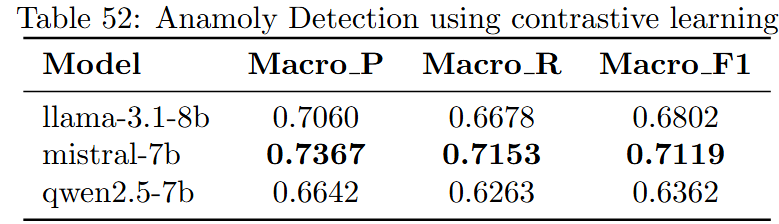 Table 52: Anamoly Detection using contrastive learning
Model Macro_P Macro_R Macro_F1
llama-3.1-8b 0.7060 0.6678 0.6802
mistral-7b 0.7367 0.7153 0.7119
qwen2.5-7b 0.6642 0.6263 0.6362